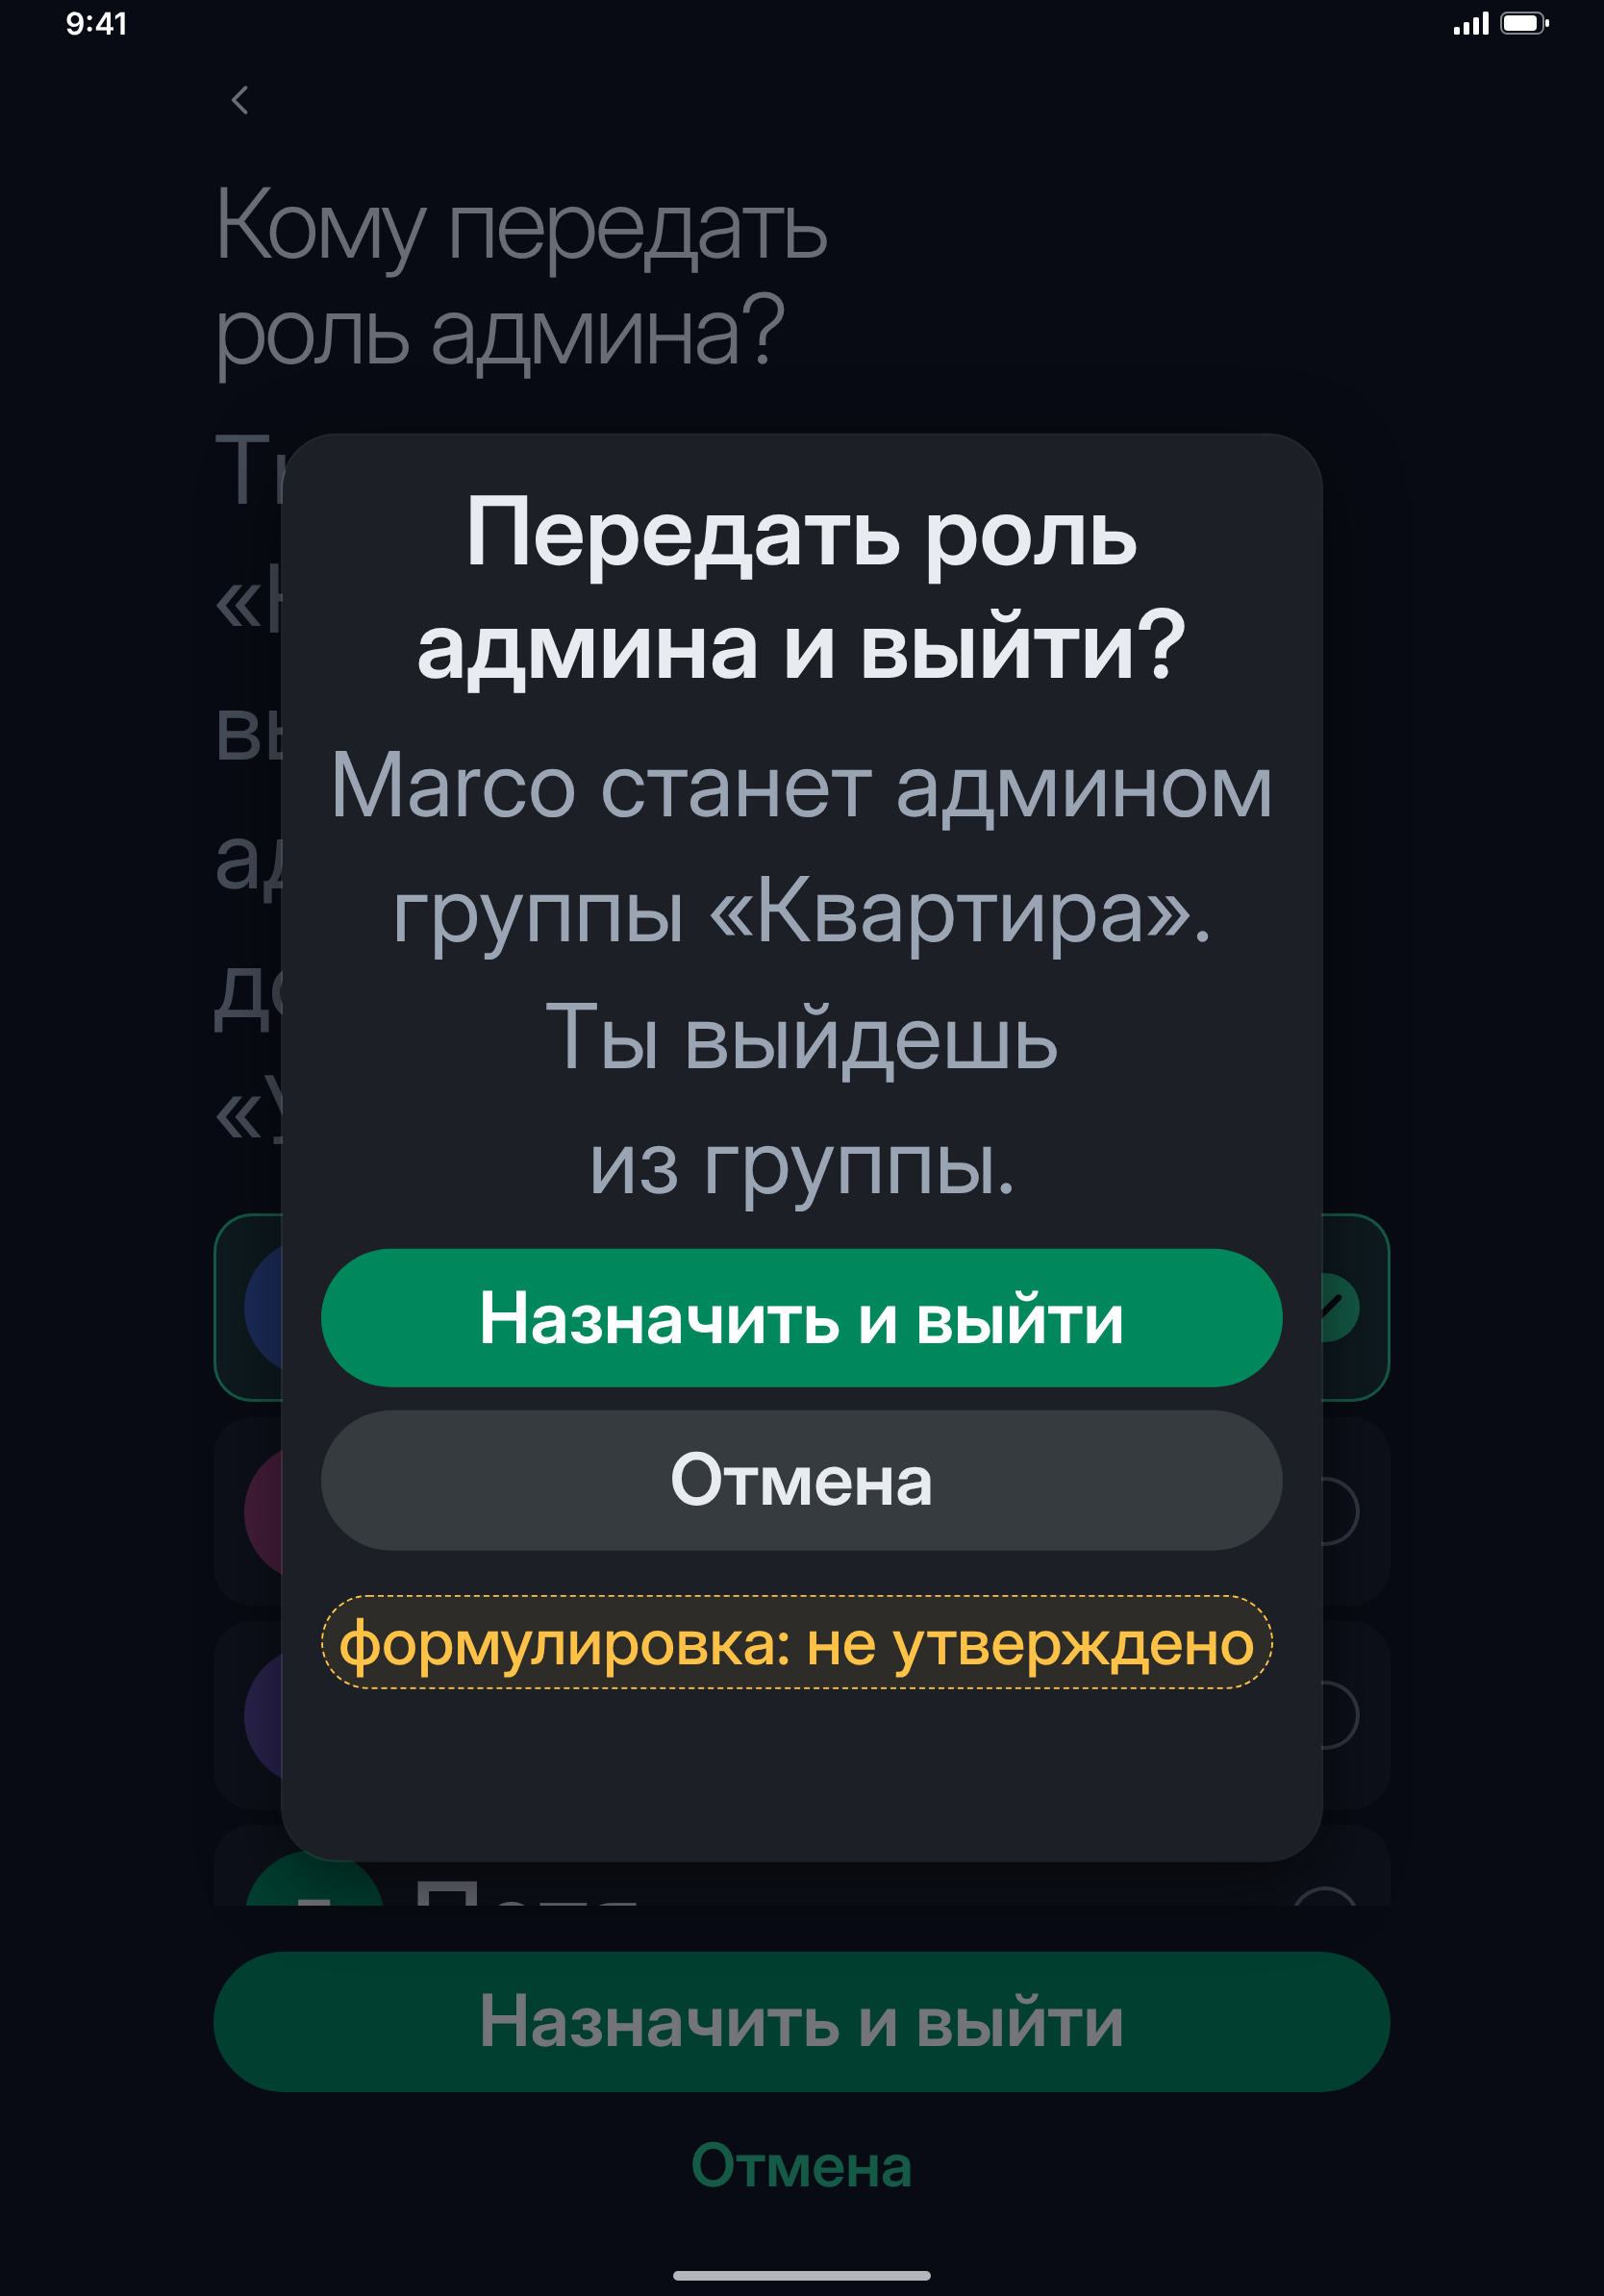 9:41
Кому передать
роль админа?
Передать роль
админа и выйти?
Marco станет админом
группы «Квартира».
Ты выйдешь
из группы.
Назначить и выйти
Отмена
формулировка: не утверждено
Назначить и выйти
Отмена